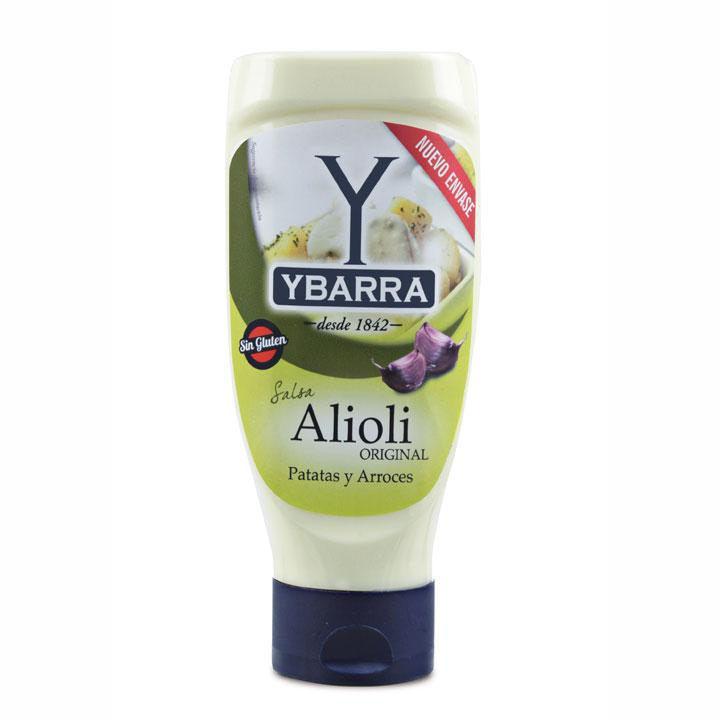 NUEVO ENVASE
Y
YBARRA
desde 1842
Sin Gluten
Salsa
Alioli
ORIGINAL
Patatas y Arroces